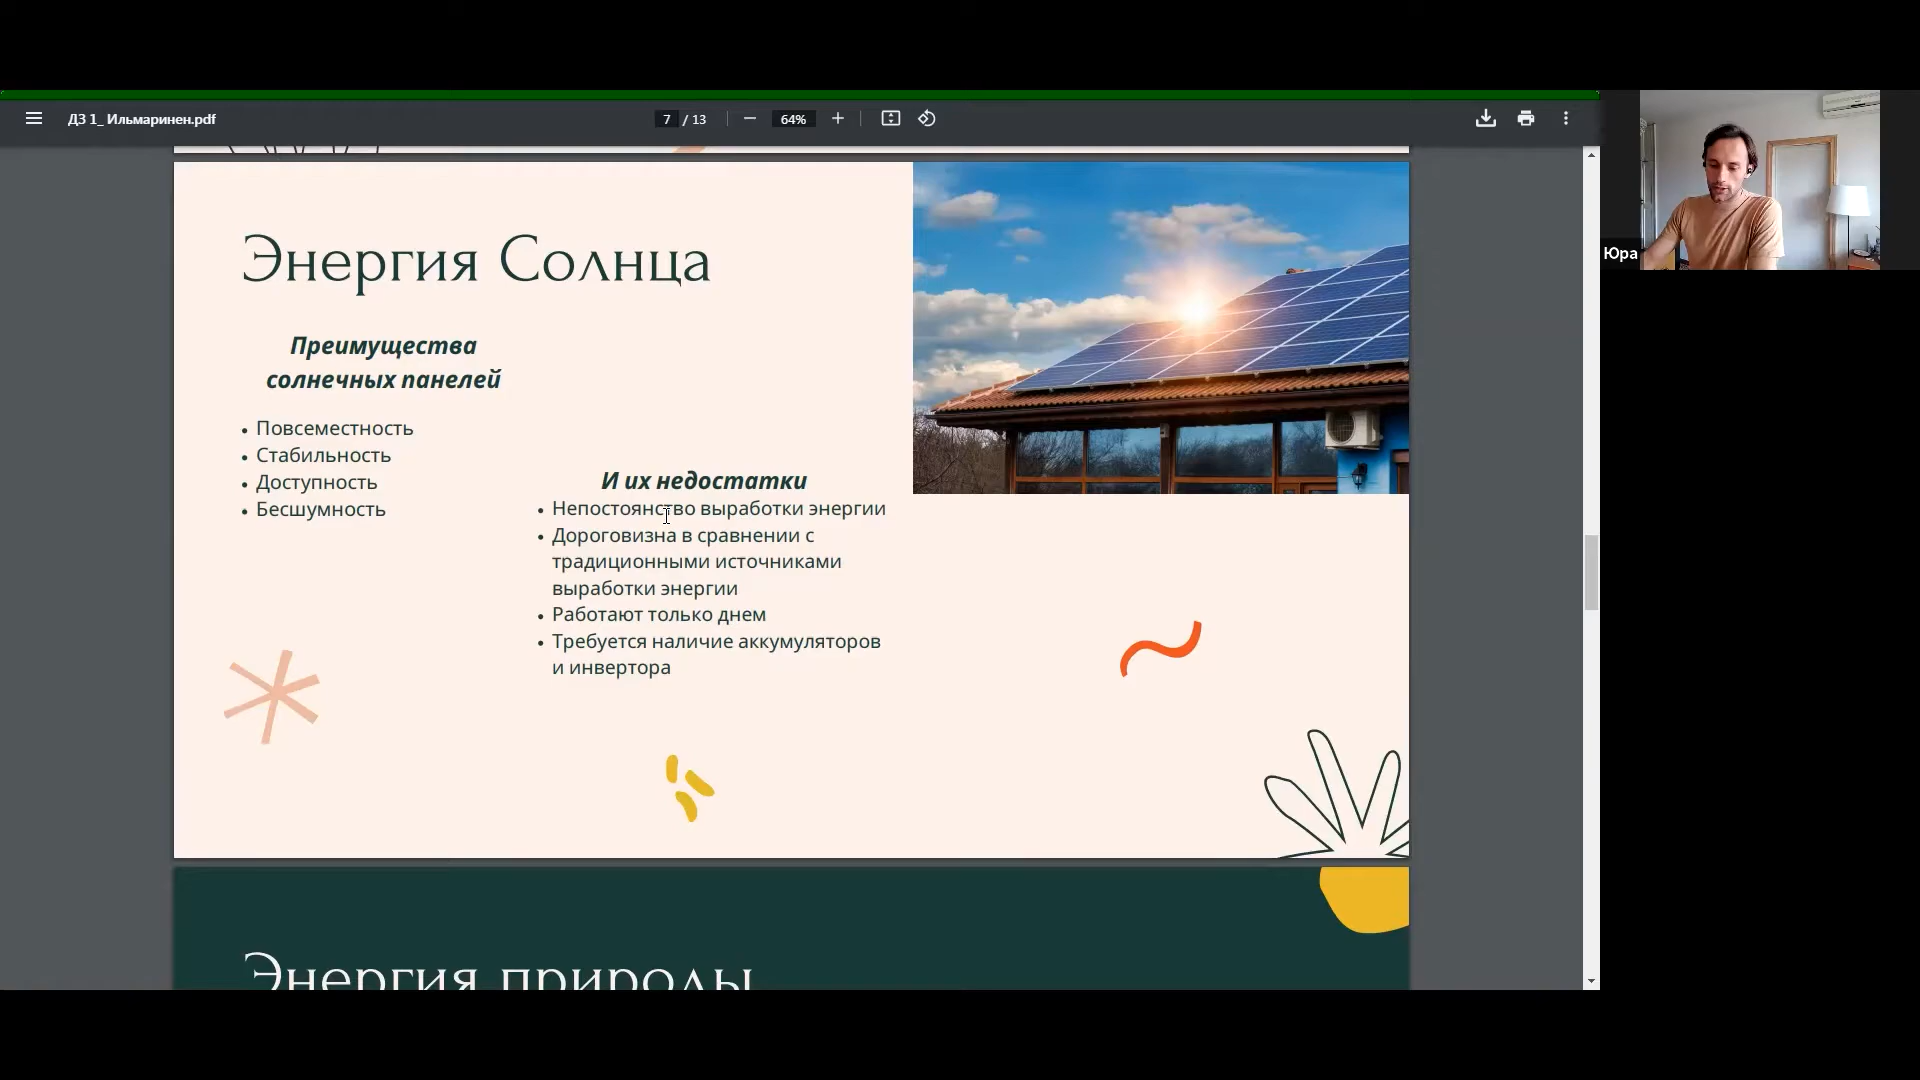 ДЗ 1_ Ильмаринен.pdf
7 / 13
64%
Юра
Энергия Солнца
Преимущества
солнечных панелей
• Повсеместность
• Стабильность
• Доступность
• Бесшумность
И их недостатки
• Непостоянство выработки энергии
• Дороговизна в сравнении с
традиционными источниками
выработки энергии
• Работают только днем
• Требуется наличие аккумуляторов
и инвертора
Энергия природы